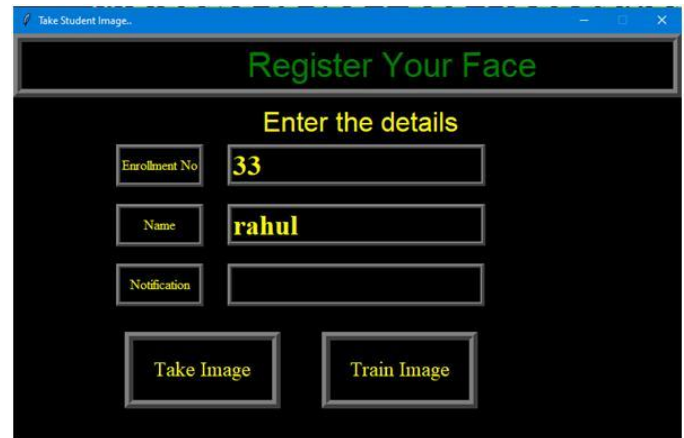 Take Student Image..
Register Your Face
Enter the details
Enrollment No 33
Name rahul
Notification
Take Image Train Image